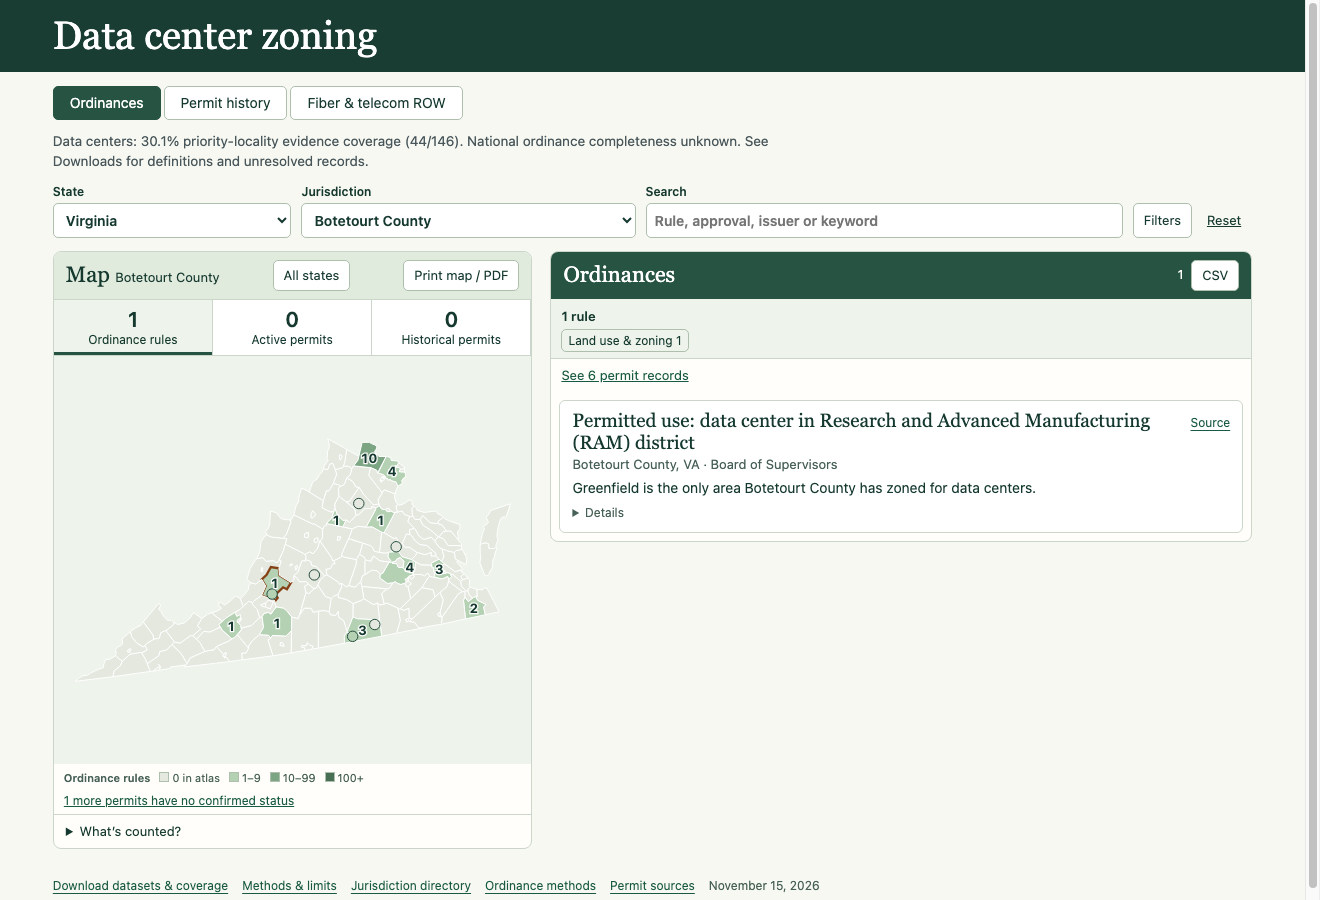 Data center zoning
Ordinances
Permit history
Fiber & telecom ROW
Data centers: 30.1% priority-locality evidence coverage (44/146). National ordinance completeness unknown. See
Downloads for definitions and unresolved records.
State
Jurisdiction
Search
Virginia
Botetourt County
Rule, approval, issuer or keyword
Filters
Reset
Map Botetourt County
All states
Print map / PDF
1
Ordinance rules
0
Active permits
0
Historical permits
10
4
1
1
4
3
1
2
1
1
3
Ordinance rules
0 in atlas
1–9
10–99
100+
1 more permits have no confirmed status
What's counted?
Ordinances
1
CSV
1 rule
Land use & zoning 1
See 6 permit records
Permitted use: data center in Research and Advanced Manufacturing
(RAM) district
Source
Botetourt County, VA · Board of Supervisors
Greenfield is the only area Botetourt County has zoned for data centers.
Details
Download datasets & coverage
Methods & limits
Jurisdiction directory
Ordinance methods
Permit sources
November 15, 2026